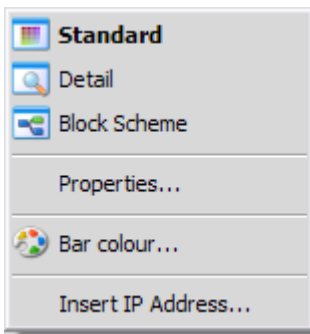 Standard
Detail
Block Scheme
Properties...
Bar colour...
Insert IP Address...